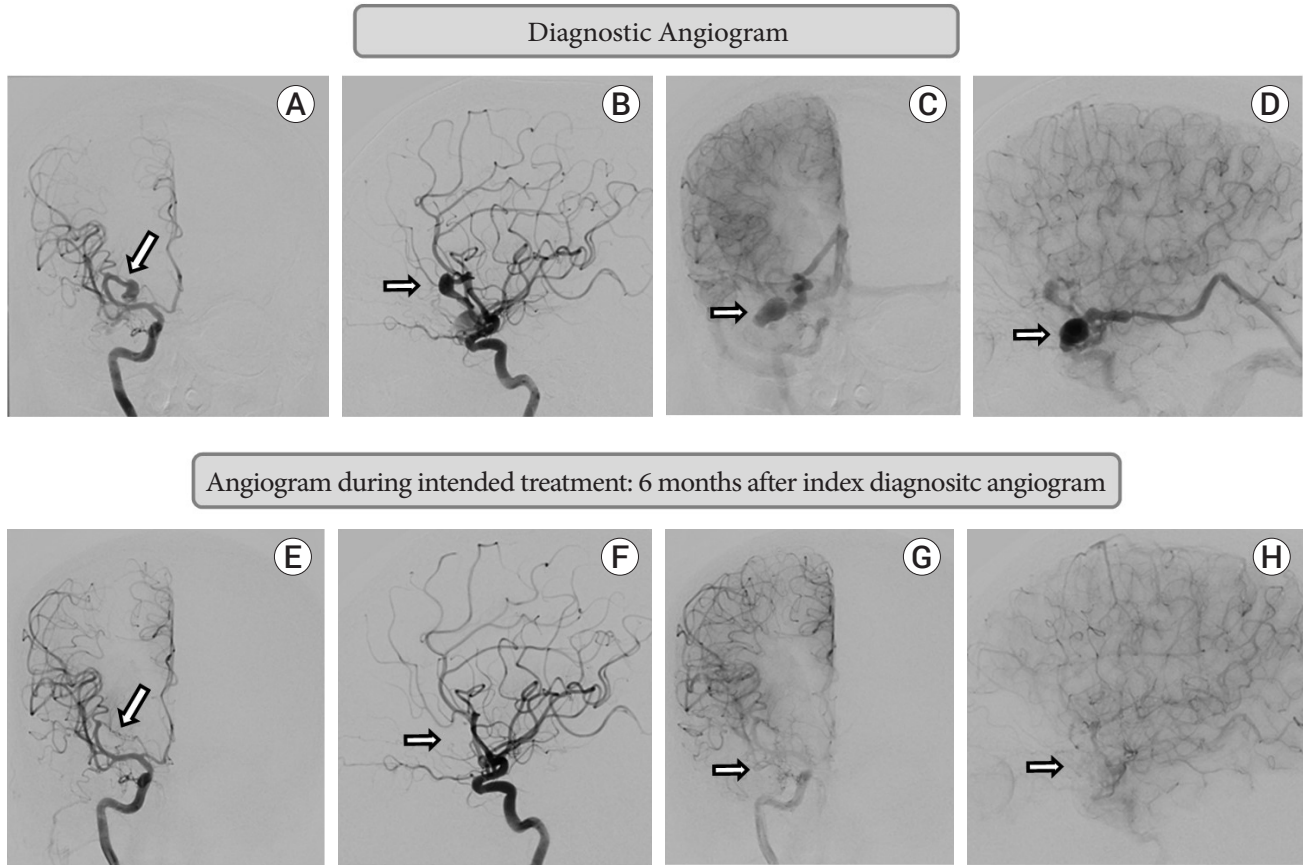 Diagnostic Angiogram
A
B
C
D
Angiogram during intended treatment: 6 months after index diagnositc angiogram
E
F
G
H